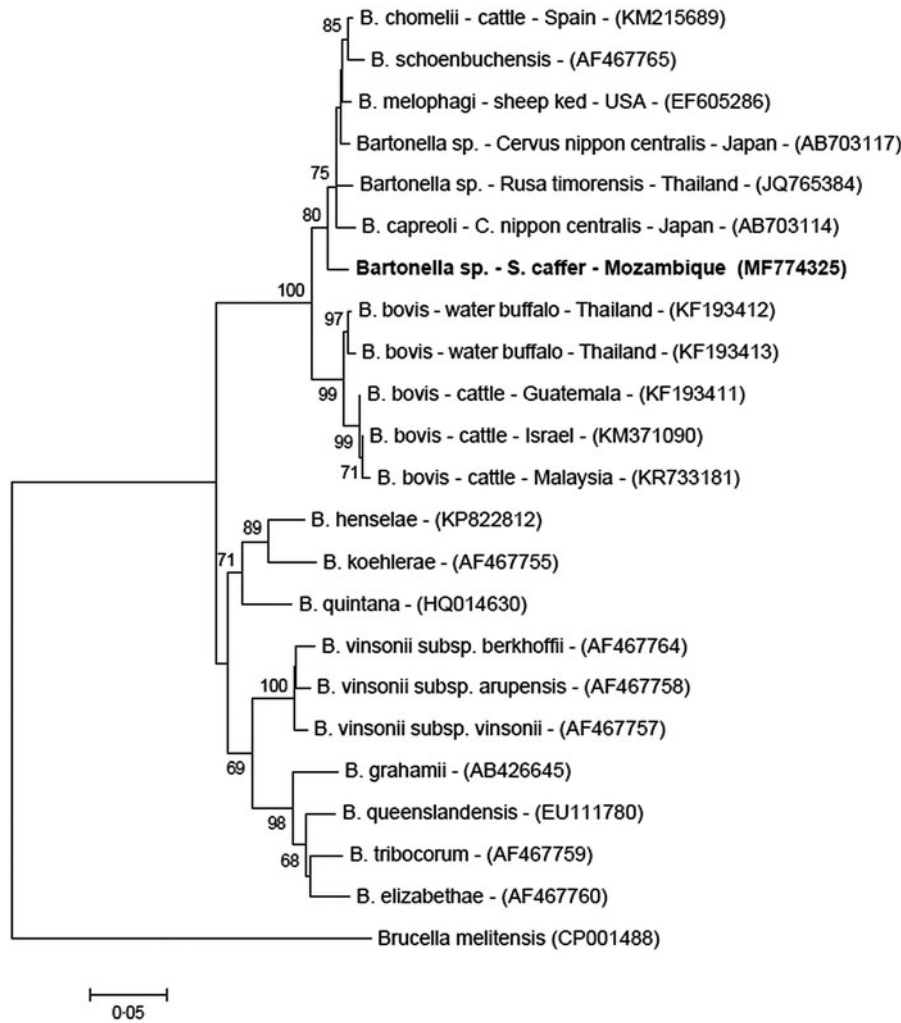 85
B. chomelii - cattle - Spain - (KM215689)
B. schoenbuchensis - (AF467765)
B. melophagi - sheep ked - USA - (EF605286)
Bartonella sp. - Cervus nippon centralis - Japan - (AB703117)
75
Bartonella sp. - Rusa timorensis - Thailand - (JQ765384)
80
B. capreoli - C. nippon centralis - Japan - (AB703114)
Bartonella sp. - S. caffer - Mozambique (MF774325)
100
97
B. bovis - water buffalo - Thailand - (KF193412)
B. bovis - water buffalo - Thailand - (KF193413)
99
B. bovis - cattle - Guatemala - (KF193411)
99
B. bovis - cattle - Israel - (KM371090)
71
B. bovis - cattle - Malaysia - (KR733181)
89
B. henselae - (KP822812)
71
B. koehlerae - (AF467755)
B. quintana - (HQ014630)
B. vinsonii subsp. berkhoffii - (AF467764)
100
B. vinsonii subsp. arupensis - (AF467758)
B. vinsonii subsp. vinsonii - (AF467757)
69
B. grahamii - (AB426645)
98
B. queenslandensis - (EU111780)
68
B. tribocorum - (AF467759)
B. elizabethae - (AF467760)
Brucella melitensis (CP001488)
0·05